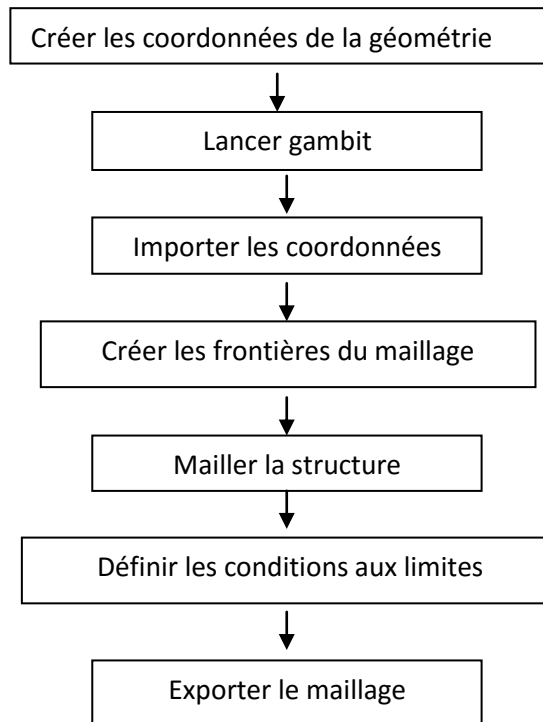 Créer les coordonnées de la géométrie
Lancer gambit
Importer les coordonnées
Créer les frontières du maillage
Mailler la structure
Définir les conditions aux limites
Exporter le maillage